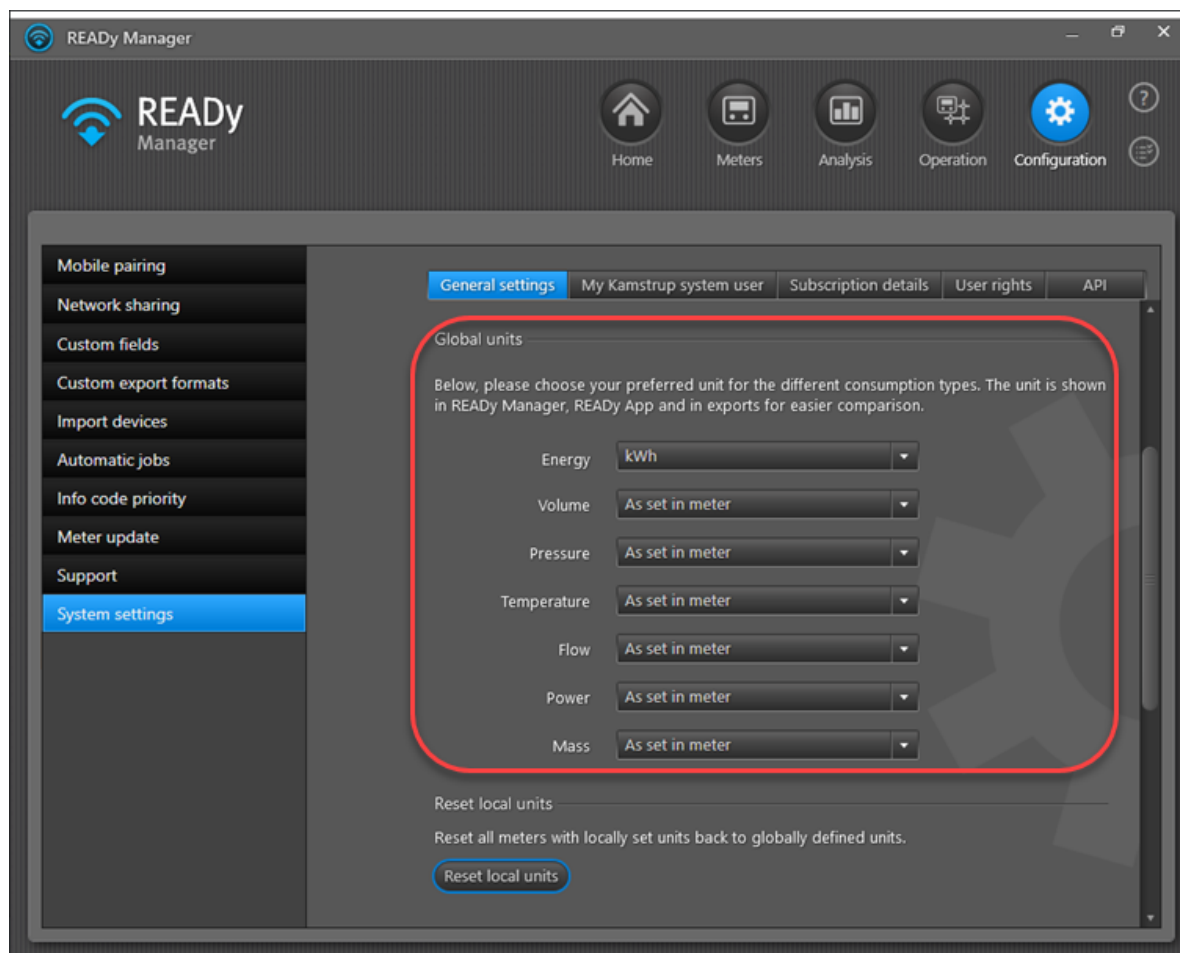 READy Manager
READy
Manager
Home
Meters
Analysis
Operation
Configuration
?
Mobile pairing
Network sharing
Custom fields
Custom export formats
Import devices
Automatic jobs
Info code priority
Meter update
Support
System settings
General settings
My Kamstrup system user
Subscription details
User rights
API
Global units
Below, please choose your preferred unit for the different consumption types. The unit is shown
in READy Manager, READy App and in exports for easier comparison.
Energy kWh
Volume As set in meter
Pressure As set in meter
Temperature As set in meter
Flow As set in meter
Power As set in meter
Mass As set in meter
Reset local units
Reset all meters with locally set units back to globally defined units.
Reset local units